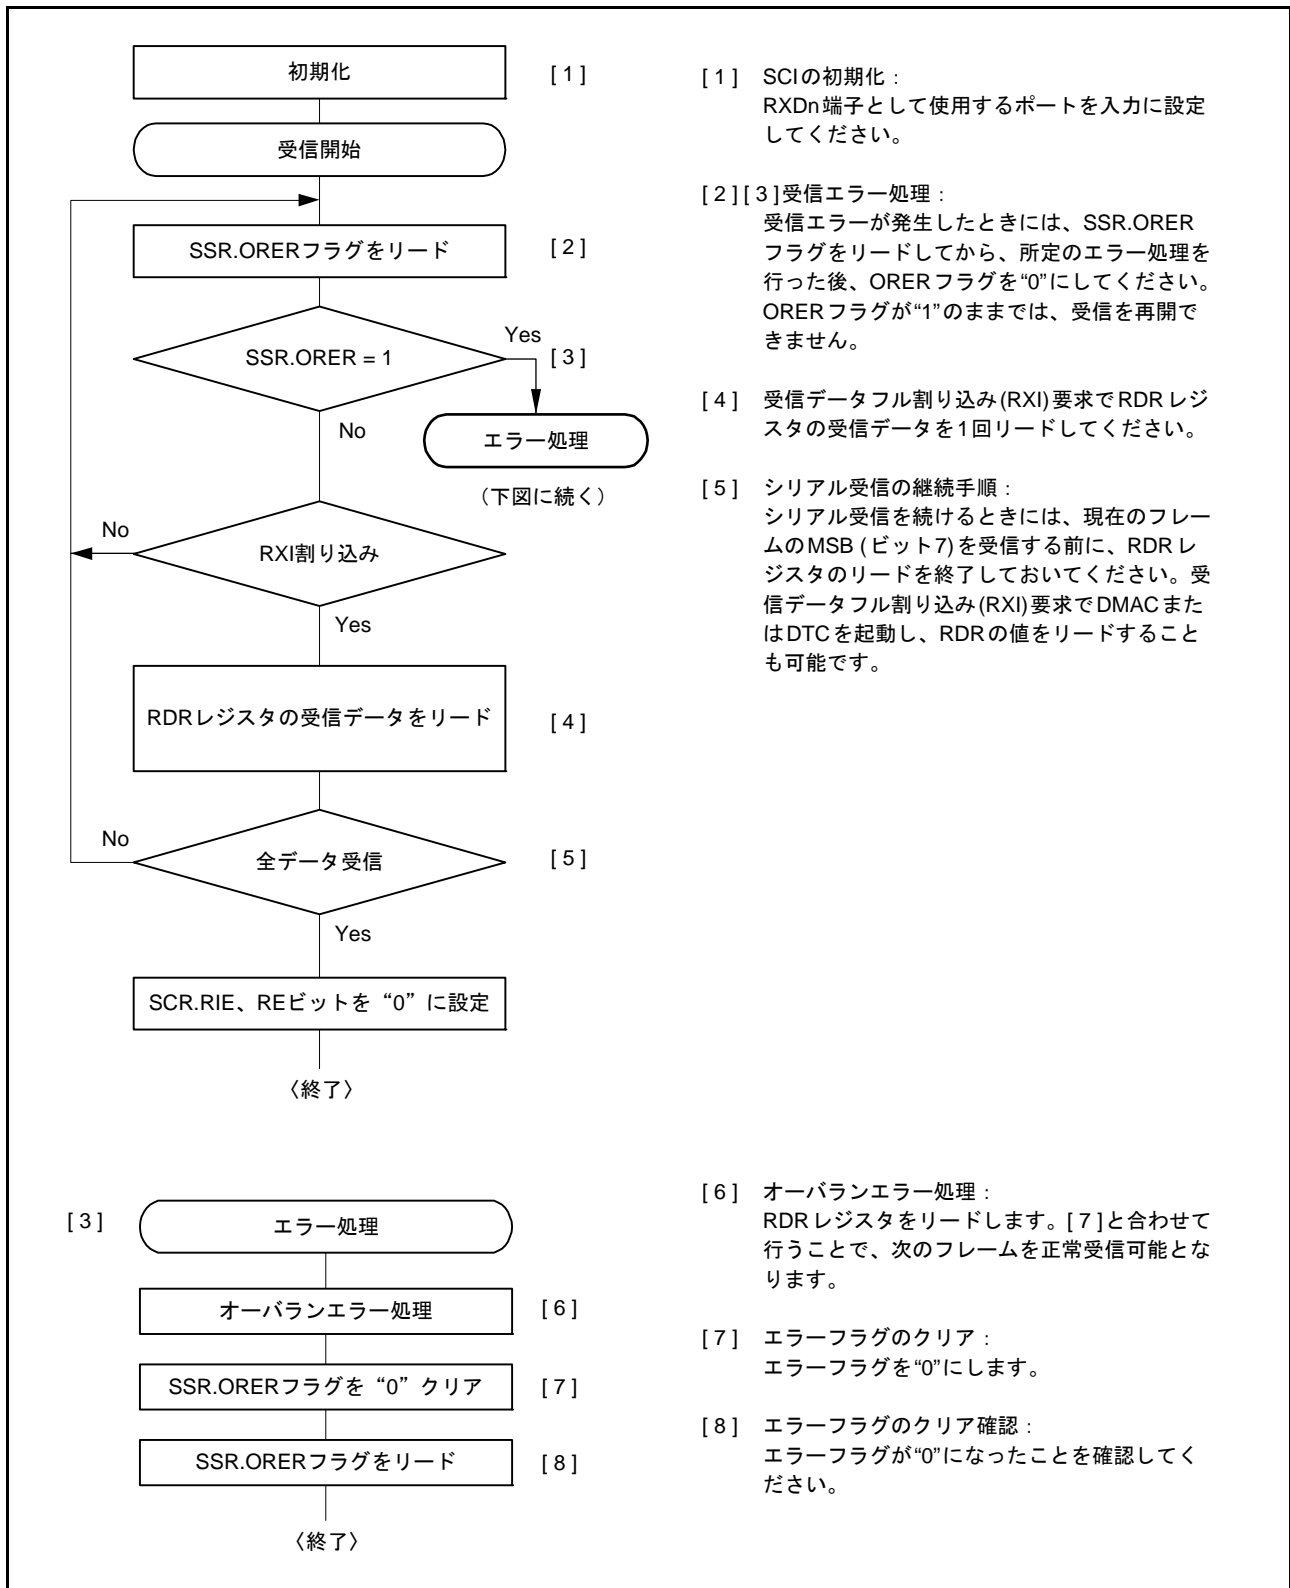 初期化
[ 1 ]
受信開始
SSR.ORERフラグをリード
[ 2 ]
SSR.ORER = 1
Yes
[ 3 ]
No
エラー処理
（下図に続く）
No
RXI割り込み
Yes
RDRレジスタの受信データをリード
[ 4 ]
No
全データ受信
[ 5 ]
Yes
SCR.RIE、REビットを“0”に設定
〈終了〉
[ 1 ] SCIの初期化：
RXDn端子として使用するポートを入力に設定
してください。
[ 2 ][ 3 ]受信エラー処理：
受信エラーが発生したときには、SSR.ORER
フラグをリードしてから、所定のエラー処理を
行った後、ORERフラグを“0”にしてください。
ORERフラグが“1”のままでは、受信を再開で
きません。
[ 4 ] 受信データフル割り込み(RXI)要求でRDRレジ
スタの受信データを1回リードしてください。
[ 5 ] シリアル受信の継続手順：
シリアル受信を続けるときには、現在のフレー
ムのMSB (ビット7)を受信する前に、RDRレ
ジスタのリードを終了しておいてください。受
信データフル割り込み(RXI)要求でDMACまた
はDTCを起動し、RDRの値をリードすること
も可能です。
[ 3 ]
エラー処理
オーバランエラー処理
[ 6 ]
SSR.ORERフラグを“0”クリア
[ 7 ]
SSR.ORERフラグをリード
[ 8 ]
〈終了〉
[ 6 ] オーバランエラー処理：
RDRレジスタをリードします。[ 7 ]と合わせて
行うことで、次のフレームを正常受信可能とな
ります。
[ 7 ] エラーフラグのクリア：
エラーフラグを“0”にします。
[ 8 ] エラーフラグのクリア確認：
エラーフラグが“0”になったことを確認してく
ださい。